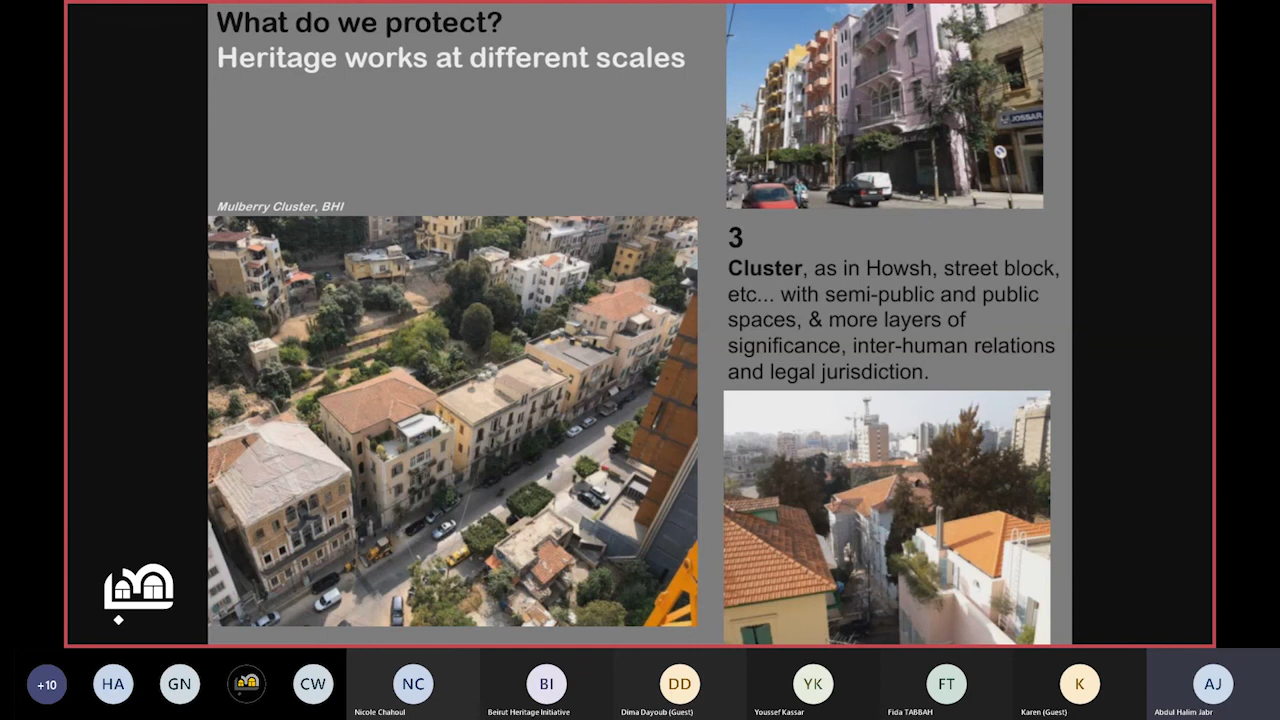 What do we protect?
Heritage works at different scales
Mulberry Cluster, BHI
JOSSAR
3
Cluster, as in Howsh, street block,
etc... with semi-public and public
spaces, & more layers of
significance, inter-human relations
and legal jurisdiction.
+10
HA
GN
CW
NC
Nicole Chahoul
BI
Beirut Heritage Initiative
DD
Dima Dayoub (Guest)
YK
Youssef Kassar
FT
Fida TABBAH
K
Karen (Guest)
AJ
Abdul Halim Jabr